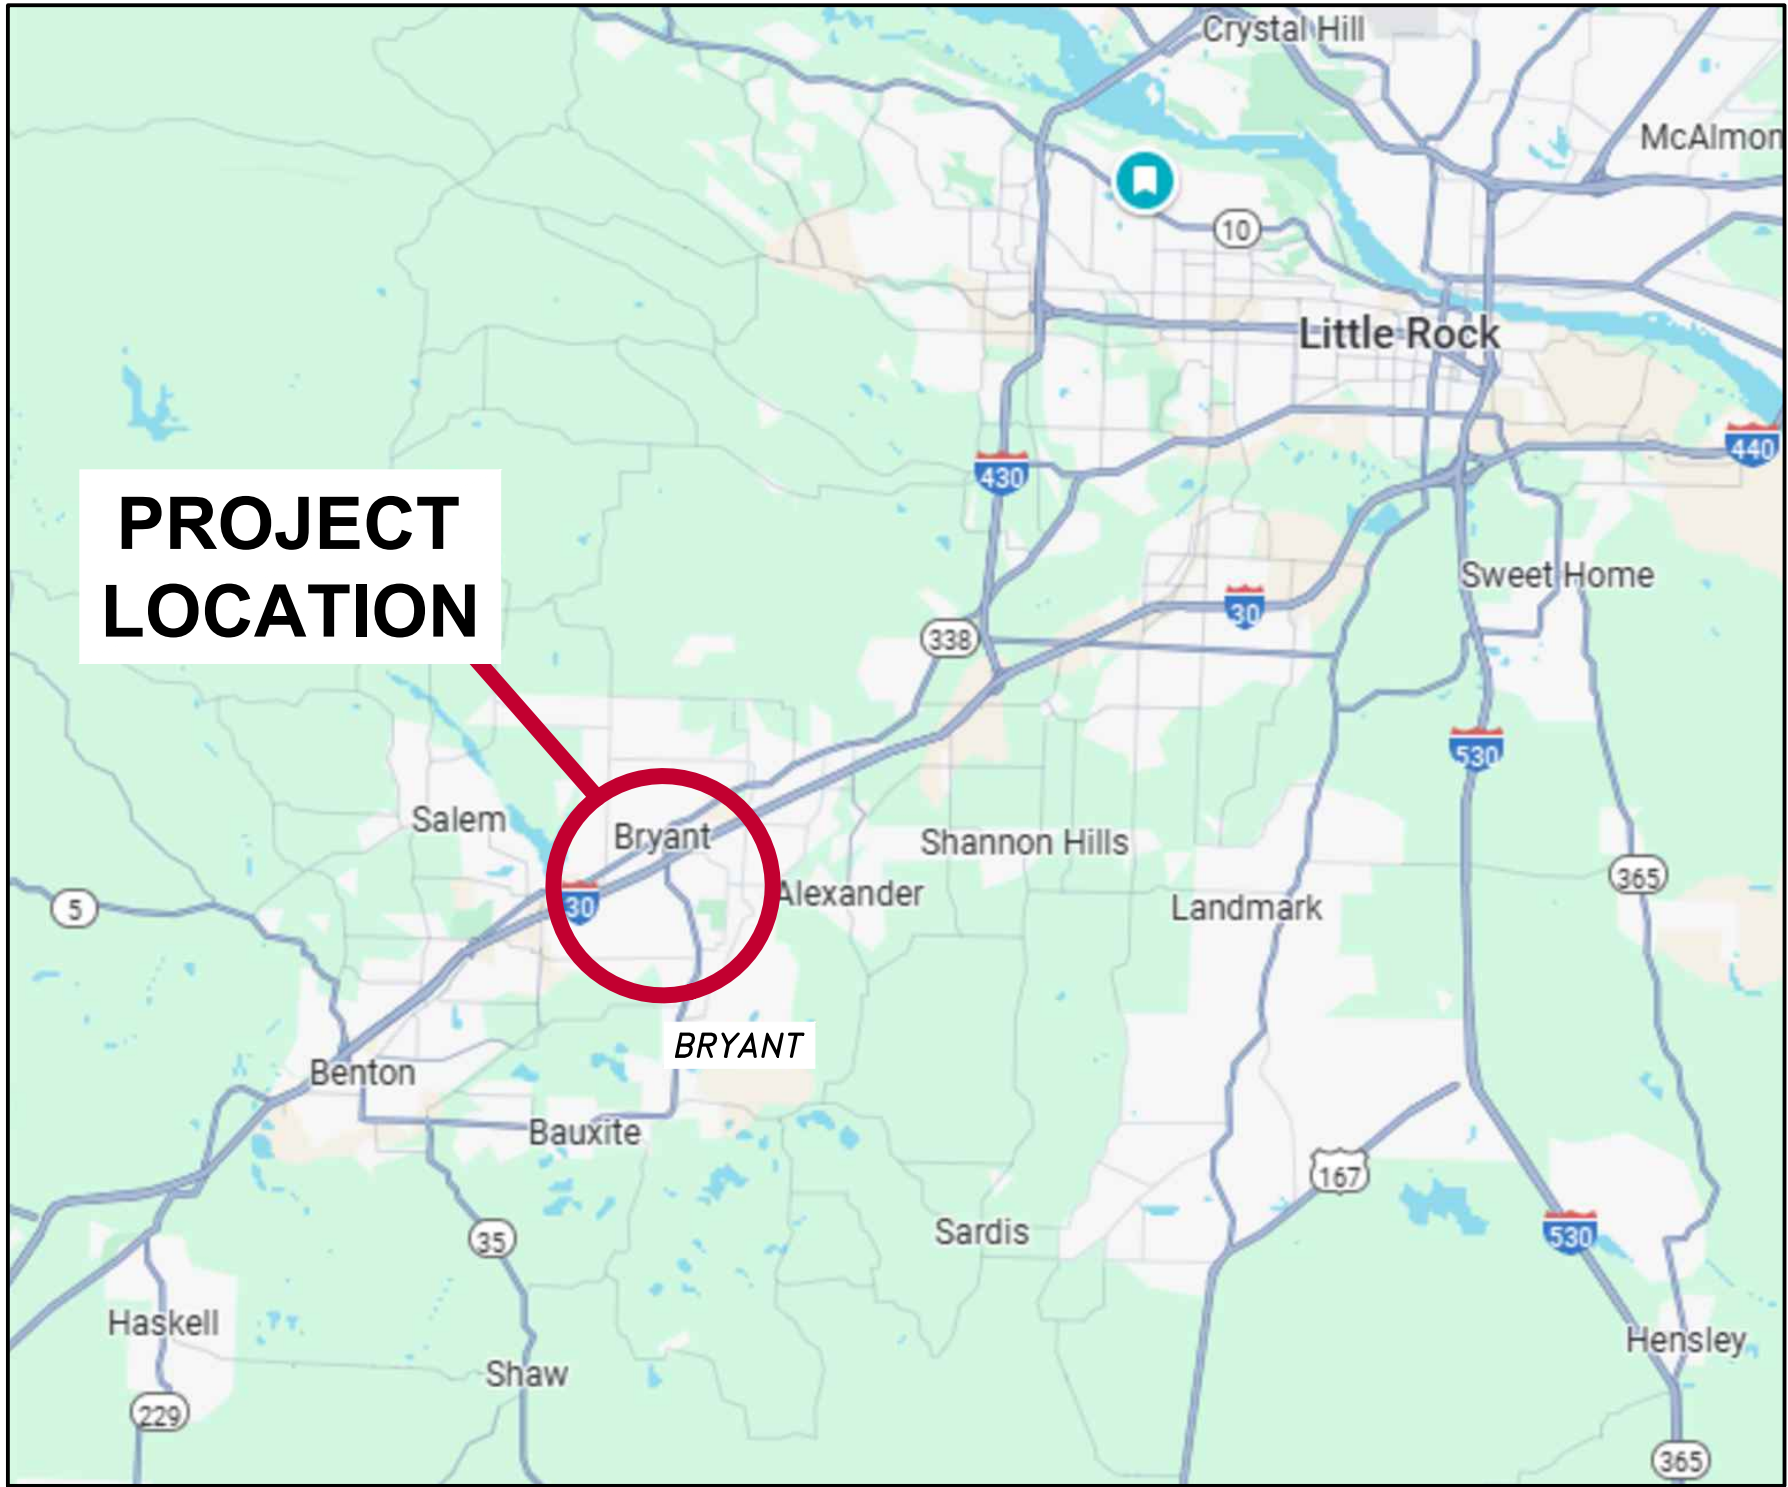 Crystal Hill
McAlmon
10
Little Rock
440
430
PROJECT
LOCATION
Sweet Home
30
338
530
Salem
Bryant
Shannon Hills
365
Alexander
30
5
Landmark
BRYANT
Benton
Bauxite
167
Sardis
530
35
Haskell
Hensley
Shaw
229
365